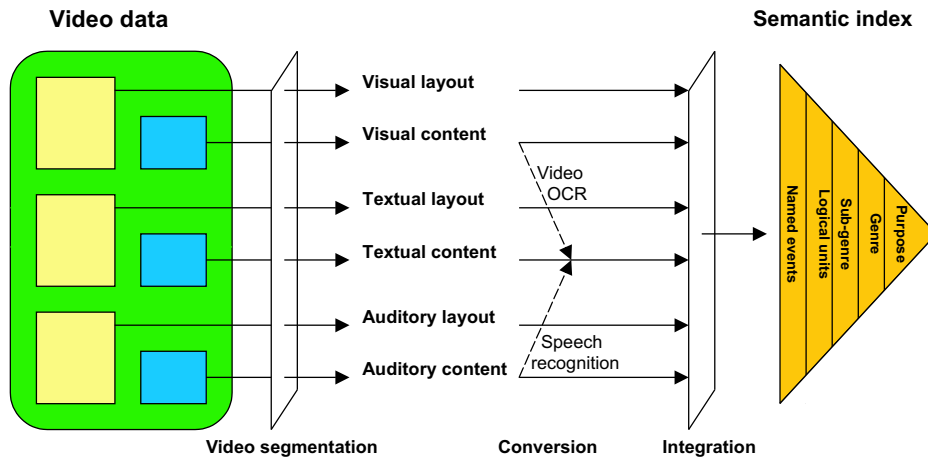 Video data
Semantic index
Visual layout
Visual content
Video
OCR
Textual layout
Textual content
Auditory layout
Speech
recognition
Auditory content
Named events
Logical units
Sub-genre
Genre
Purpose
Video segmentation
Conversion
Integration